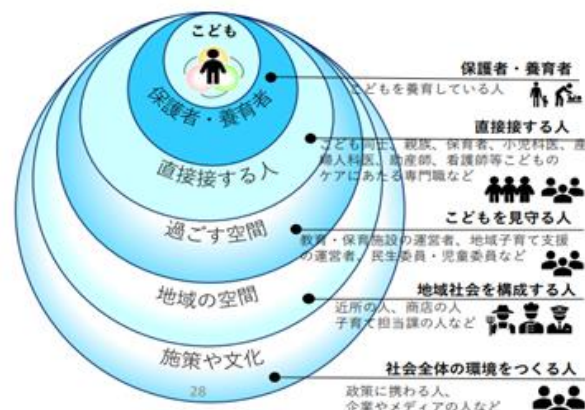 こども
保護者・養育者
直接接する人
過ごす空間
地域の空間
施策や文化
28
保護者・養育者
こどもを養育している人
直接接する人
こども同士、親族、保育者、小児科医、産
婦人科医、助産師、看護師等こどもの
ケアにあたる専門職など
こどもを見守る人
教育・保育施設の運営者、地域子育て支援
の運営者、民生委員・児童委員など
地域社会を構成する人
近所の人、商店の人
子育て担当課の人など
社会全体の環境をつくる人
政策に携わる人、
企業やメディアの人など